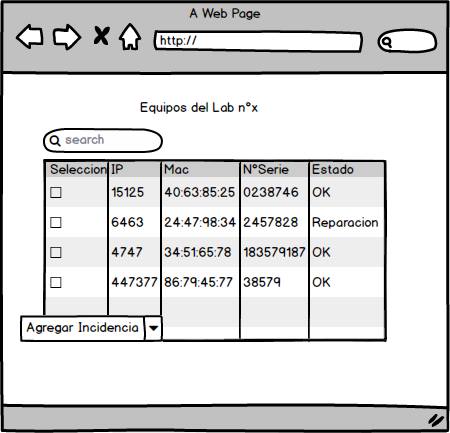 A Web Page
http://
Equipos del Lab n°x
search
Seleccion IP Mac N°Serie Estado
15125 40:63:85:25 0238746 OK
6463 24:47:98:34 2457828 Reparacion
4747 34:51:65:78 183579187 OK
447377 86:79:45:77 38579 OK
Agregar Incidencia